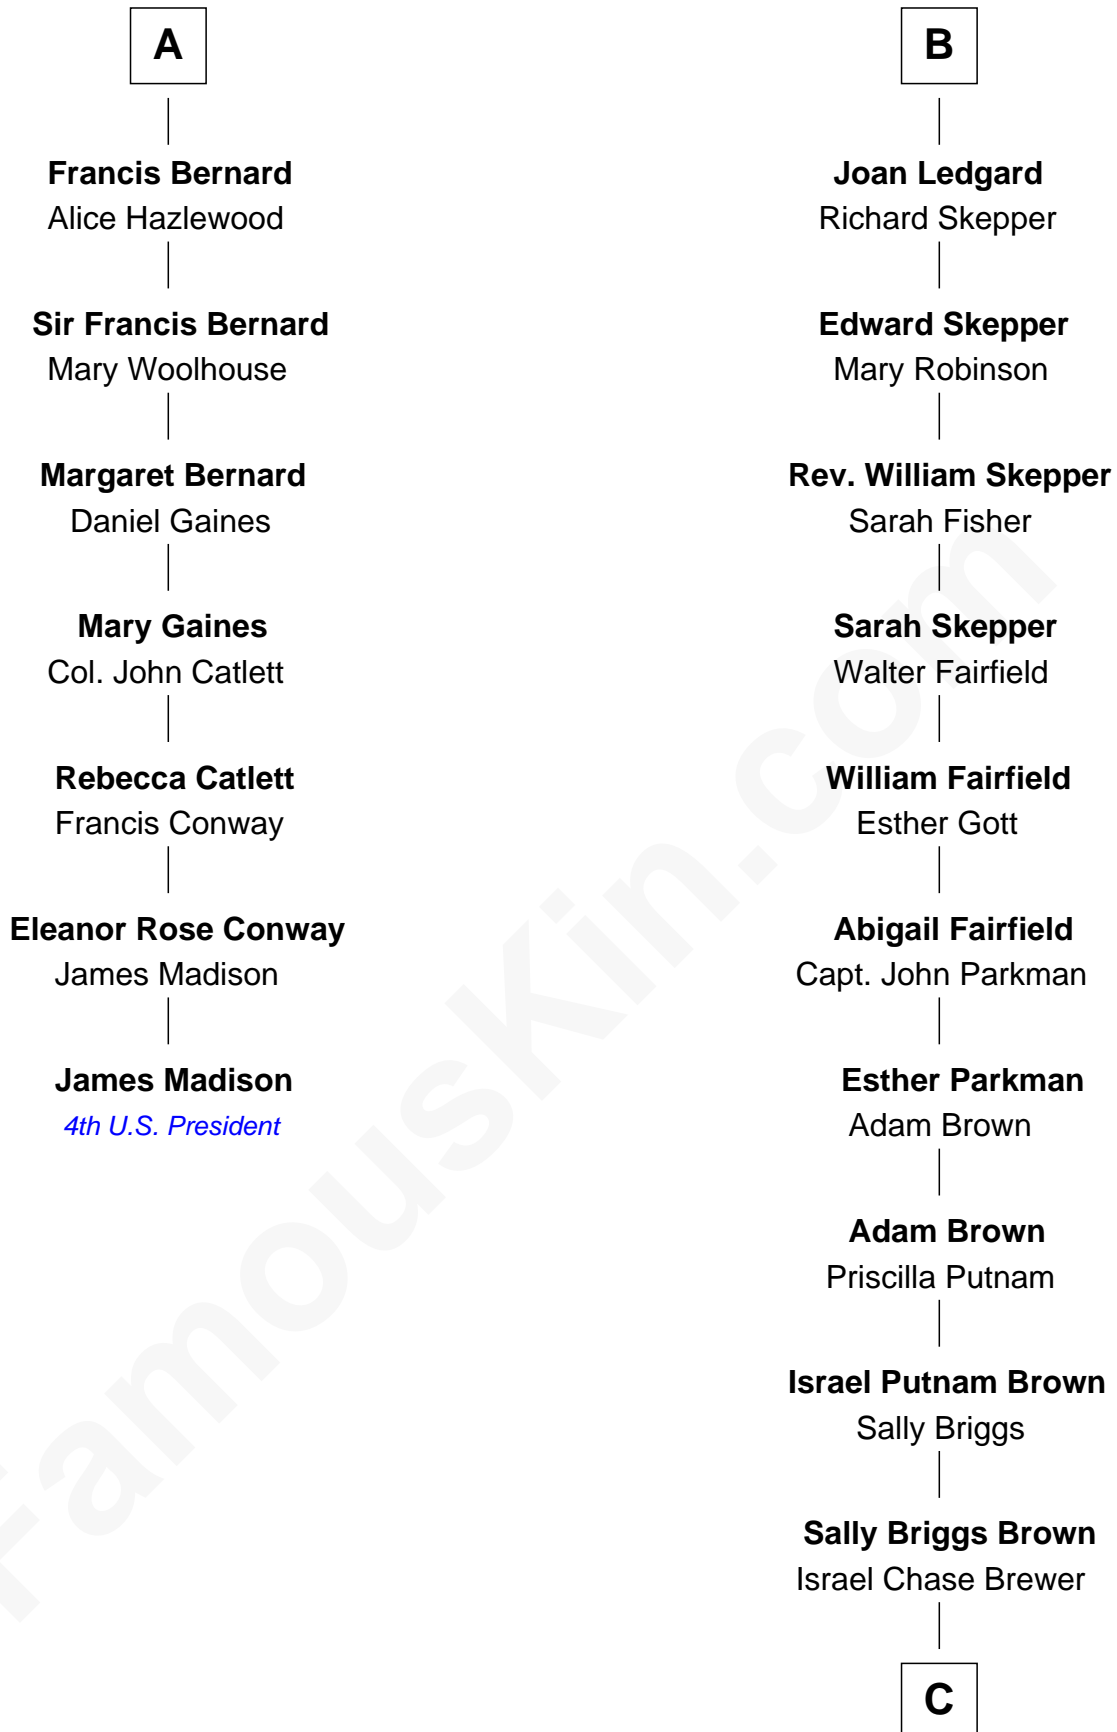 A
Francis Bernard
Alice Hazlewood
Sir Francis Bernard
Mary Woolhouse
Margaret Bernard
Daniel Gaines
Mary Gaines
Col. John Catlett
Rebecca Catlett
Francis Conway
Eleanor Rose Conway
James Madison
James Madison
4th U.S. President
B
Joan Ledgard
Richard Skepper
Edward Skepper
Mary Robinson
Rev. William Skepper
Sarah Fisher
Sarah Skepper
Walter Fairfield
William Fairfield
Esther Gott
Abigail Fairfield
Capt. John Parkman
Esther Parkman
Adam Brown
Adam Brown
Priscilla Putnam
Israel Putnam Brown
Sally Briggs
Sally Briggs Brown
Israel Chase Brewer
C
FamousKin.com